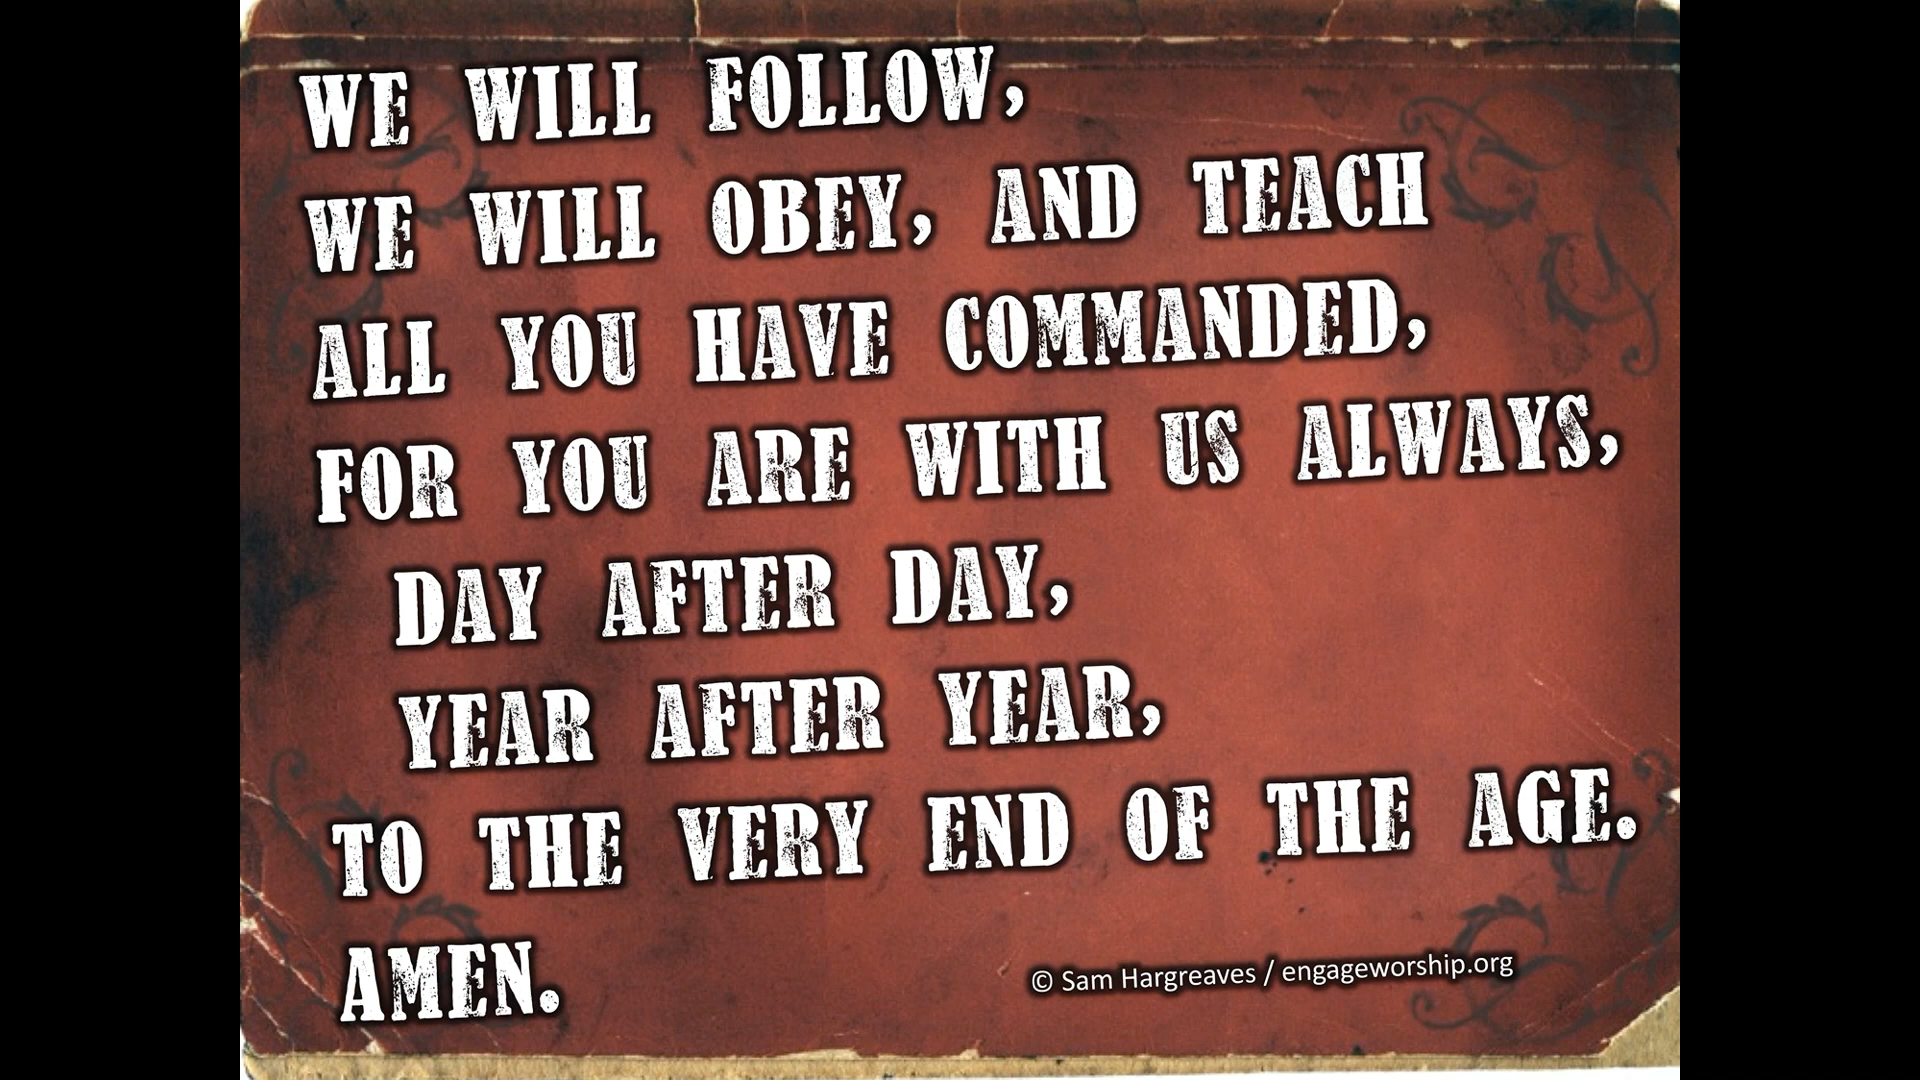 WE WILL FOLLOW,
WE WILL OBEY, AND TEACH
ALL YOU HAVE COMMANDED,
FOR YOU ARE WITH US ALWAYS,
DAY AFTER DAY,
YEAR AFTER YEAR,
TO THE VERY END OF THE AGE.
AMEN.
© Sam Hargreaves / engageworship.org